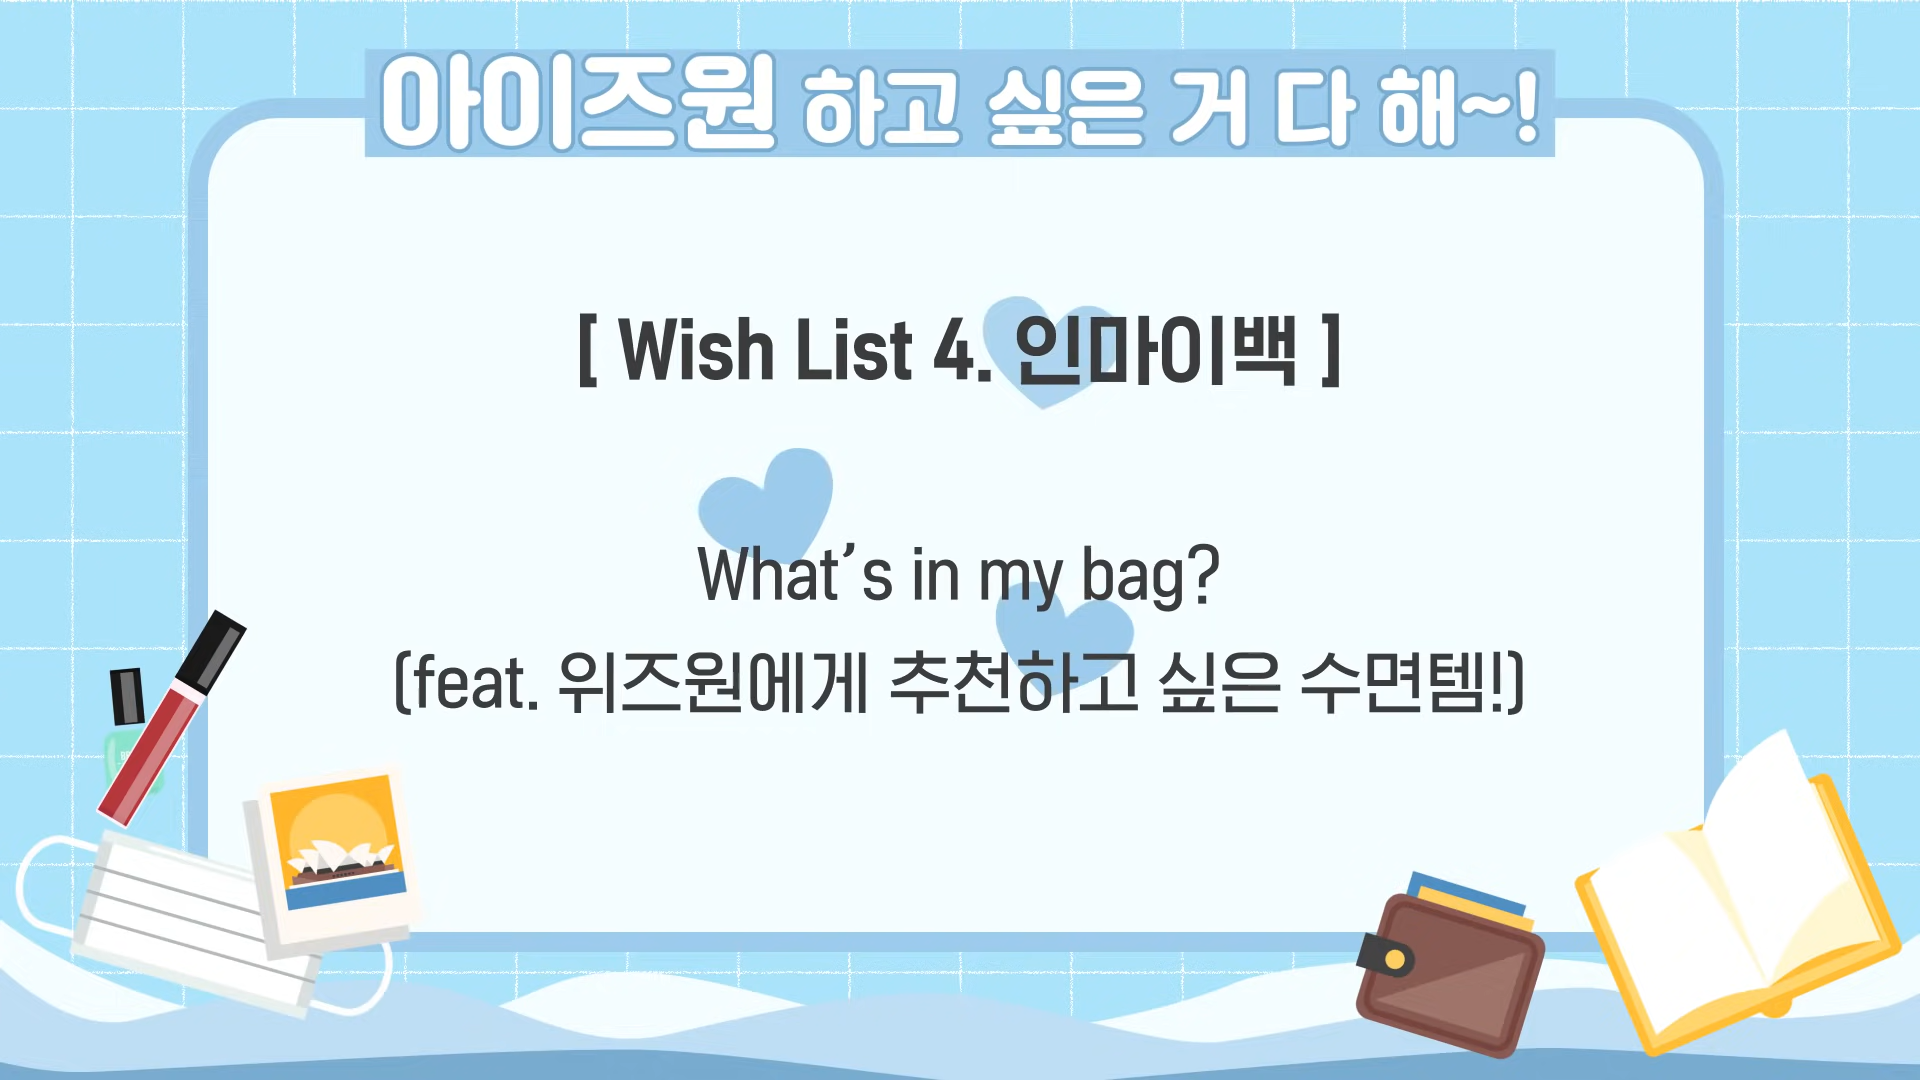 아이즈원 하고 싶은 거 다 해~!
[ Wish List 4. 인마이백 ]
What's in my bag?
(feat. 위즈원에게 추천하고 싶은 수면템!)